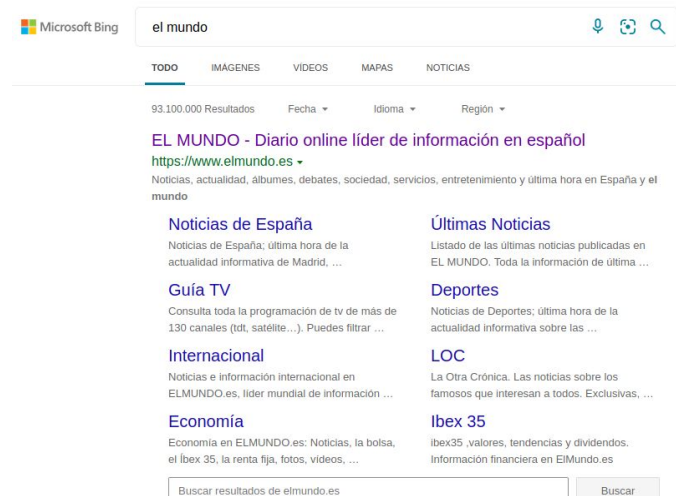 Microsoft Bing
el mundo
TODO IMÁGENES VÍDEOS MAPAS NOTICIAS
93.100.000 Resultados Fecha Idioma Región
EL MUNDO - Diario online líder de información en español
https://www.elmundo.es
Noticias, actualidad, álbumes, debates, sociedad, servicios, entretenimiento y última hora en España y el
mundo
Noticias de España
Noticias de España; última hora de la
actualidad informativa de Madrid, …
Últimas Noticias
Listado de las últimas noticias publicadas en
EL MUNDO. Toda la información de última …
Guía TV
Consulta toda la programación de tv de más de
130 canales (tdt, satélite…). Puedes filtrar …
Deportes
Noticias de Deportes; última hora de la
actualidad informativa sobre las …
Internacional
Noticias e información internacional en
ELMUNDO.es, líder mundial de información …
LOC
La Otra Crónica. Las noticias sobre los
famosos que interesan a todos. Exclusivas, …
Economía
Economía en ELMUNDO.es: Noticias, la bolsa,
el Íbex 35, la renta fija, fotos, vídeos, …
Ibex 35
ibex35 ,valores, tendencias y dividendos.
Información financiera en ElMundo.es
Buscar resultados de elmundo.es
Buscar